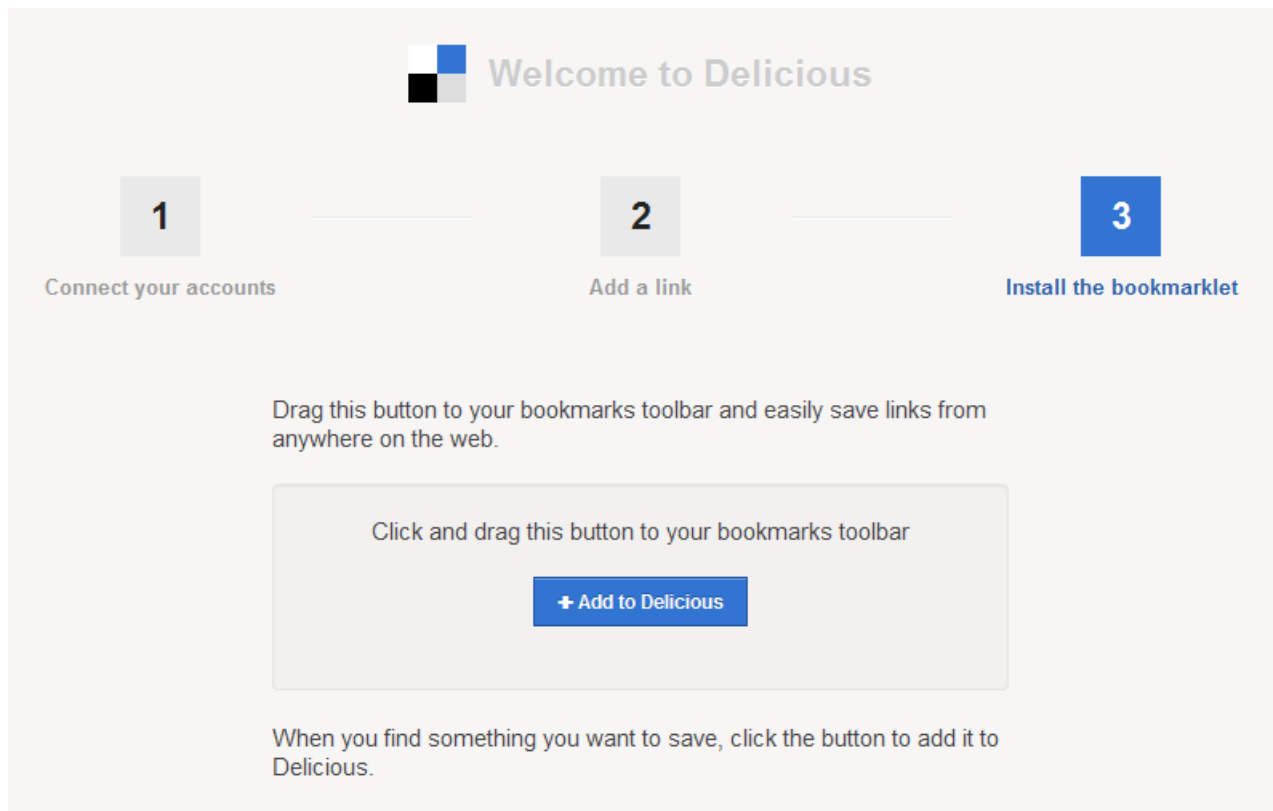 Welcome to Delicious
1
2
3
Connect your accounts
Add a link
Install the bookmarklet
Drag this button to your bookmarks toolbar and easily save links from
anywhere on the web.
Click and drag this button to your bookmarks toolbar
+ Add to Delicious
When you find something you want to save, click the button to add it to
Delicious.